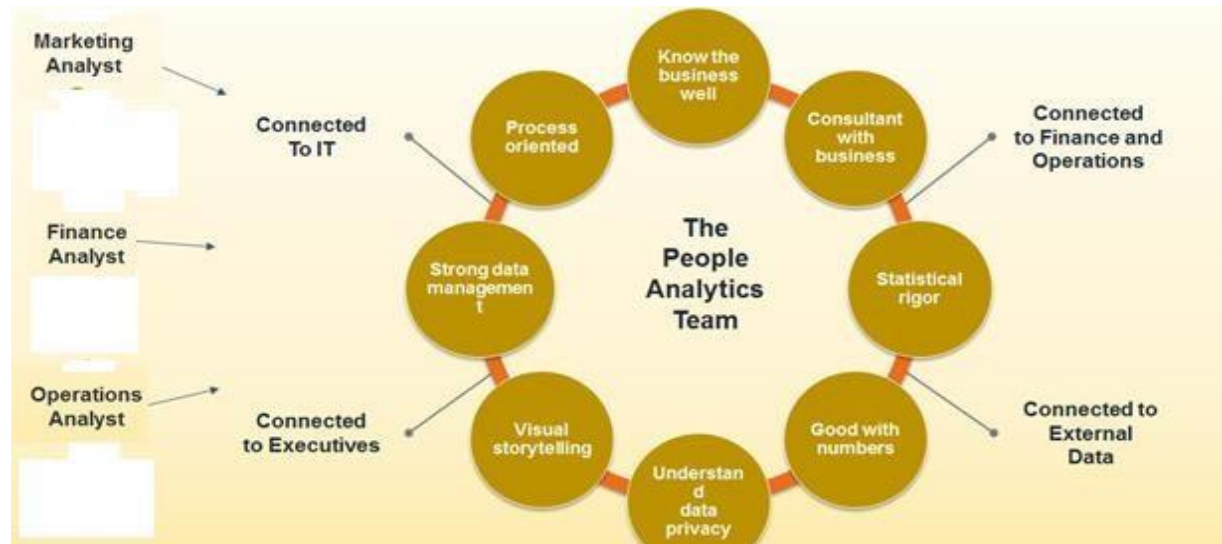 Marketing
Analyst
Finance
Analyst
Operations
Analyst
Connected
To IT
Connected
to Executives
Know the
business
well
Consultant
with
business
Statistical
rigor
Good with
numbers
Understan
d
data
privacy
Visual
storytelling
Strong data
managemen
t
Process
oriented
The
People
Analytics
Team
Connected
to Finance and
Operations
Connected to
External
Data